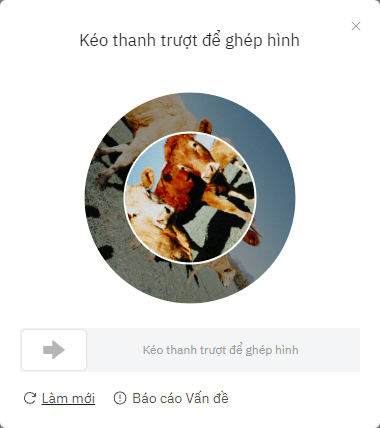 Kéo thanh trượt để ghép hình
Kéo thanh trượt để ghép hình
Làm mới
Báo cáo Vấn đề